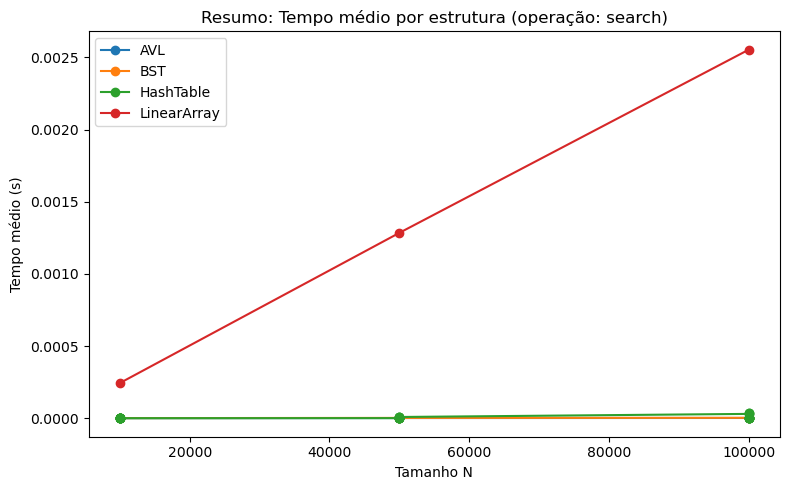 Resumo: Tempo médio por estrutura (operação: search)
AVL
BST
HashTable
LinearArray
Tempo médio (s)
0.0025
0.0020
0.0015
0.0010
0.0005
0.0000
20000 40000 60000 80000 100000
Tamanho N